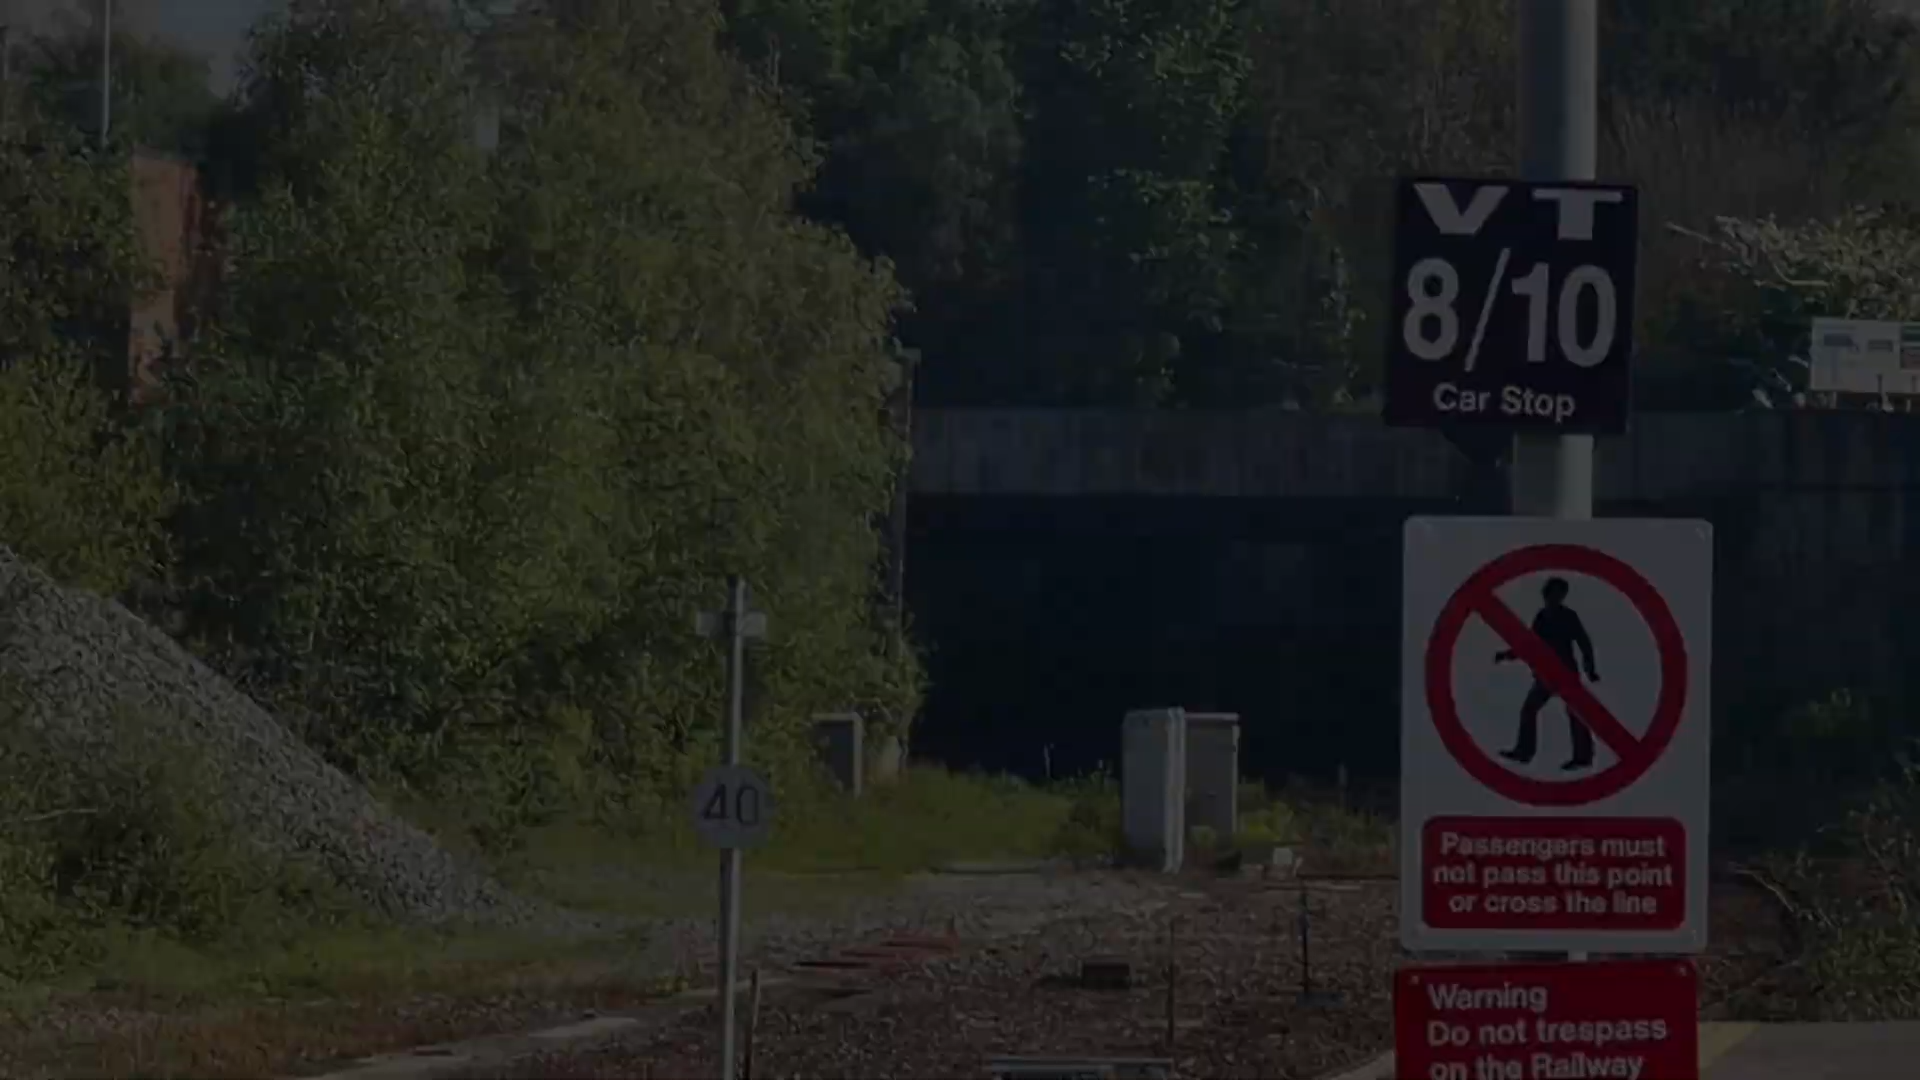 VT
8/10
Car Stop
40
Passengers must
not pass this point
or cross the line
Warning
Do not trespass
on the Railway